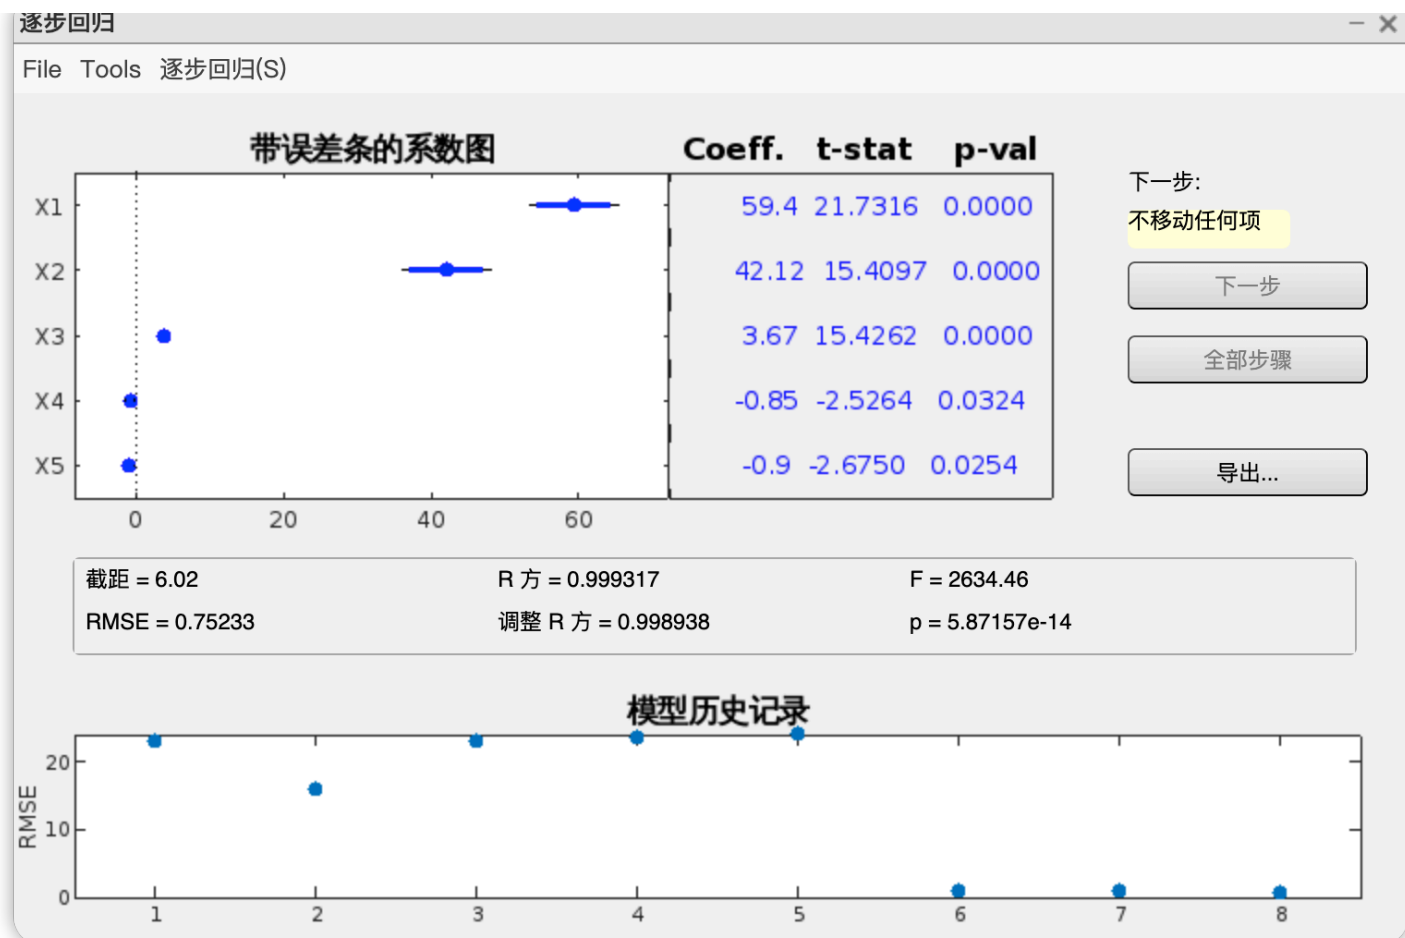 逐步回归
File Tools 逐步回归(S)
带误差条的系数图
Coeff. t-stat p-val
X1 59.4 21.7316 0.0000
X2 42.12 15.4097 0.0000
X3 3.67 15.4262 0.0000
X4 -0.85 -2.5264 0.0324
X5 -0.9 -2.6750 0.0254
0 20 40 60
下一步:
不移动任何项
下一步
全部步骤
导出...
截距 = 6.02 R 方 = 0.999317 F = 2634.46
RMSE = 0.75233 调整 R 方 = 0.998938 p = 5.87157e-14
模型历史记录
RMSE
20
10
0
1 2 3 4 5 6 7 8